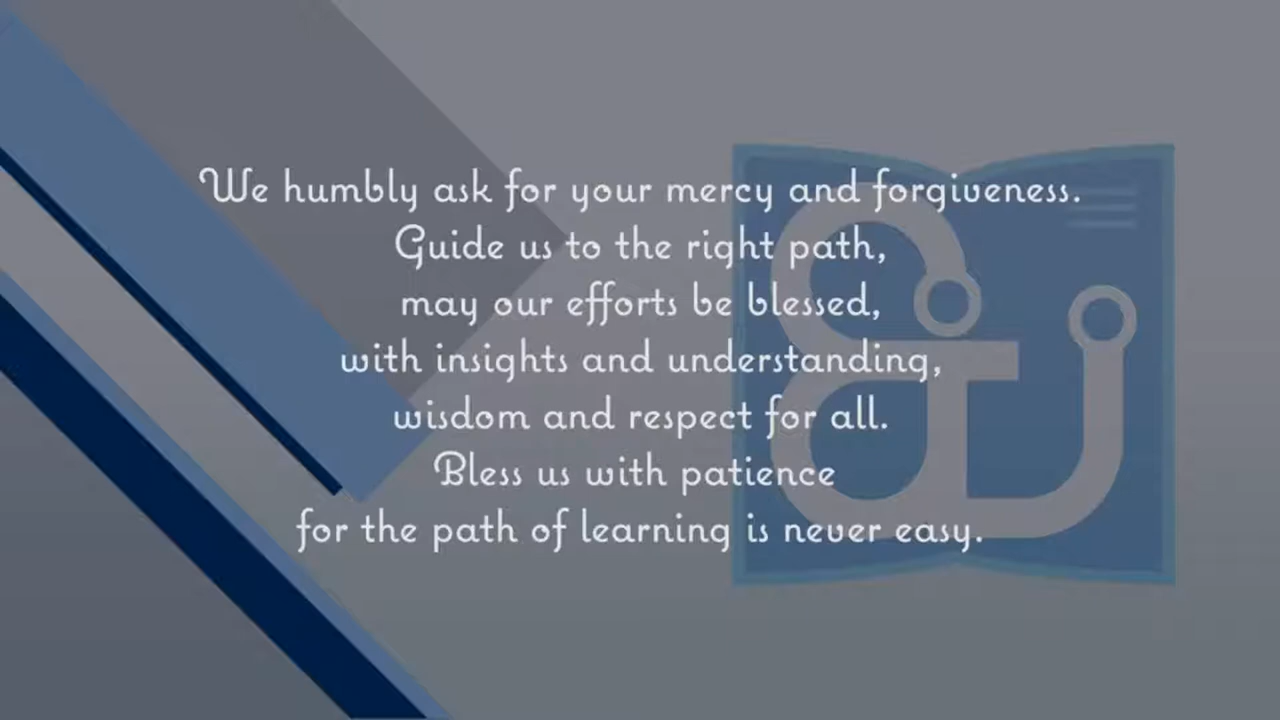 We humbly ask for your mercy and forgiveness.
Guide us to the right path,
may our efforts be blessed,
with insights and understanding,
wisdom and respect for all.
Bless us with patience
for the path of learning is never easy.